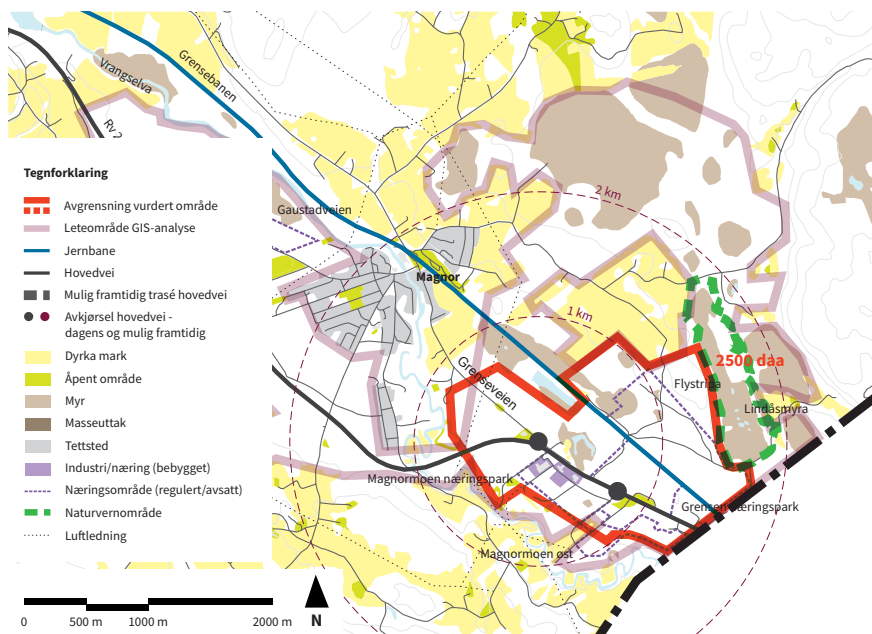 Vrangselva
Grensebanen
Rv 2
Tegnforklaring
Avgrensning vurdert område
Leteområde GIS-analyse
Jernbane
Hovedvei
Mulig framtidig trasé hovedvei
Avkjørsel hovedvei -
dagens og mulig framtidig
Dyrka mark
Åpent område
Myr
Masseuttak
Tettsted
Industri/næring (bebygget)
Næringsområde (regulert/avsatt)
Naturvernområde
Luftledning
0 500 m 1000 m 2000 m
N
Gaustadveien
Magnor
2 km
1 km
Grenseveien
2500 daa
Flystripa
Lindåsmyra
Magnormoen næringspark
Grensen næringspark
Magnormoen øst